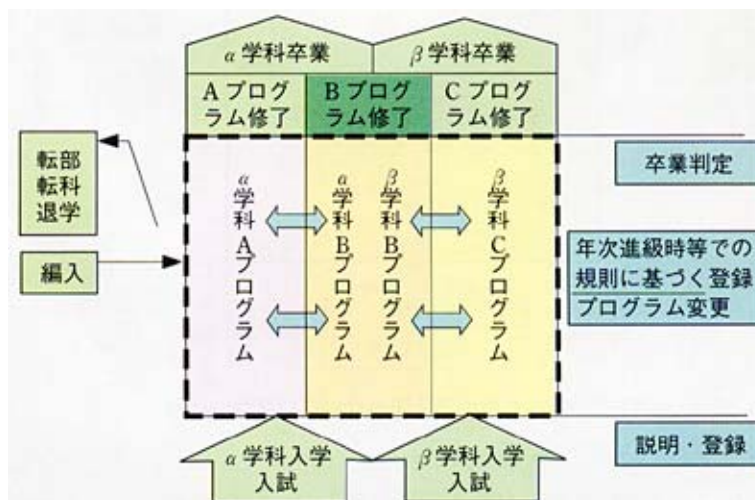 α学科卒業
β学科卒業
Aプログ
ラム修了
Bプログ
ラム修了
Cプログ
ラム修了
転部
転科
退学
編入
α学科Aプログラム
α学科Bプログラム
β学科Bプログラム
β学科Cプログラム
卒業判定
年次進級時等での
規則に基づく登録
プログラム変更
説明・登録
α学科入学
入試
β学科入学
入試